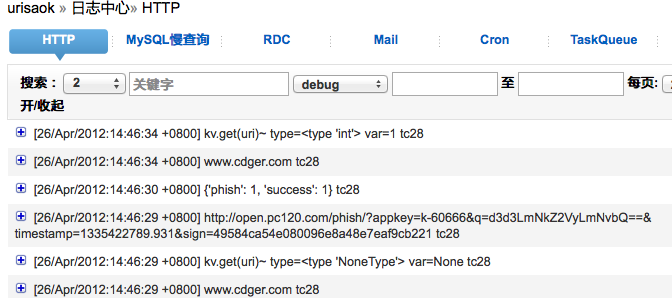 urisaok » 日志中心» HTTP
HTTP MySQL慢查询 RDC Mail Cron TaskQueue
搜索： 2 关键字 debug 至 每页: 2
开/收起
[26/Apr/2012:14:46:34 +0800] kv.get(uri)~ type=<type 'int'> var=1 tc28
[26/Apr/2012:14:46:34 +0800] www.cdger.com tc28
[26/Apr/2012:14:46:30 +0800] {'phish': 1, 'success': 1} tc28
[26/Apr/2012:14:46:29 +0800] http://open.pc120.com/phish/?appkey=k-60666&q=d3d3LmNkZ2VyLmNvbQ==&
timestamp=1335422789.931&sign=49584ca54e080096e8a48e7eaf9cb221 tc28
[26/Apr/2012:14:46:29 +0800] kv.get(uri)~ type=<type 'NoneType'> var=None tc28
[26/Apr/2012:14:46:29 +0800] www.cdger.com tc28